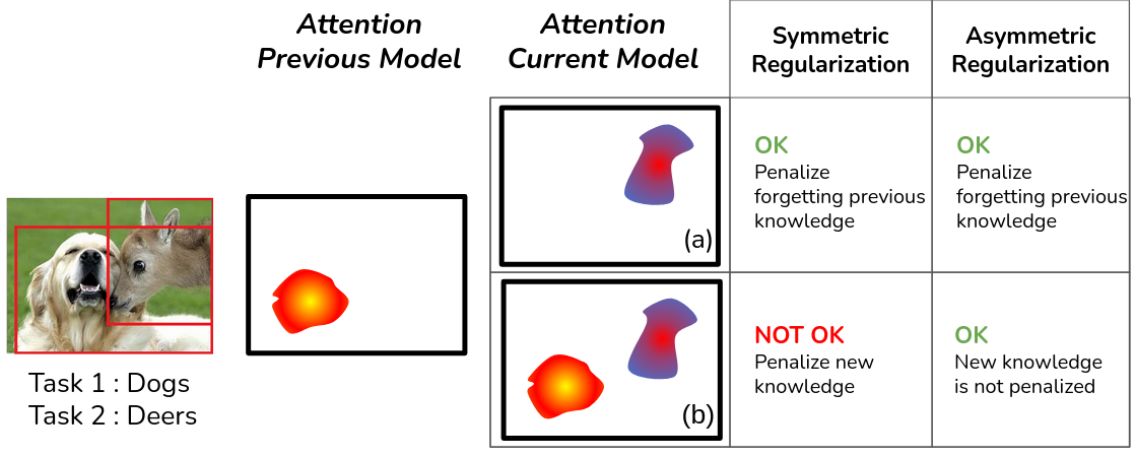 Attention
Previous Model
Attention
Current Model
Symmetric
Regularization
Asymmetric
Regularization
(a)
OK
Penalize
forgetting previous
knowledge
OK
Penalize
forgetting previous
knowledge
Task 1 : Dogs
Task 2 : Deers
(b)
NOT OK
Penalize new
knowledge
OK
New knowledge
is not penalized